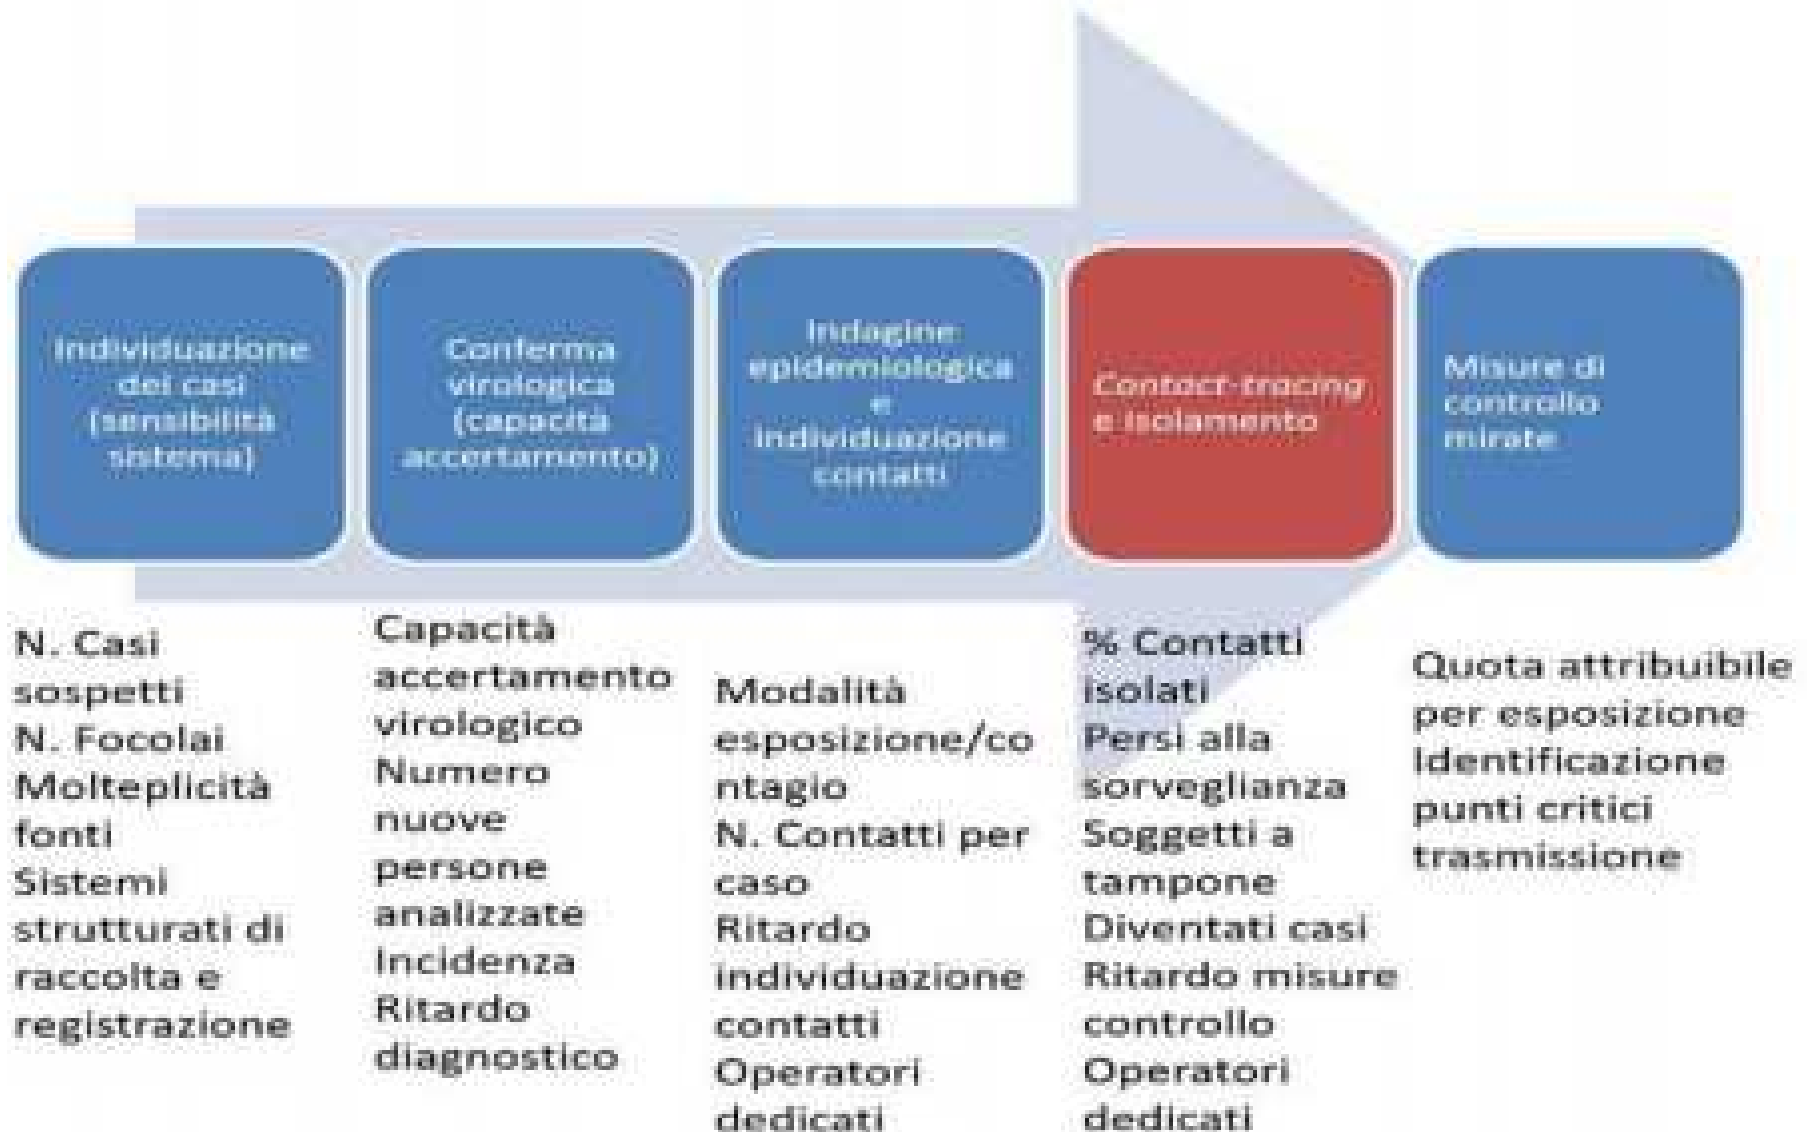 Individuazione
dei casi
(sensibilità
sistema)
Conferma
virologica
(capacità
accertamento)
Indagine
epidemiologica
e
individuazione
contatti
Contact-tracing
e isolamento
Misure di
controllo
mirate
N. Casi
sospetti
N. Focolai
Molteplicità
fonti
Sistemi
strutturati di
raccolta e
registrazione
Capacità
accertamento
virologico
Numero
nuove
persone
analizzate
Incidenza
Ritardo
diagnostico
Modalità
esposizione/co
ntagio
N. Contatti per
caso
Ritardo
individuazione
contatti
Operatori
dedicati
% Contatti
isolati
Persi alla
sorveglianza
Soggetti a
tampone
Diventati casi
Ritardo misure
controllo
Operatori
dedicati
Quota attribuibile
per esposizione
Identificazione
punti critici
trasmissione